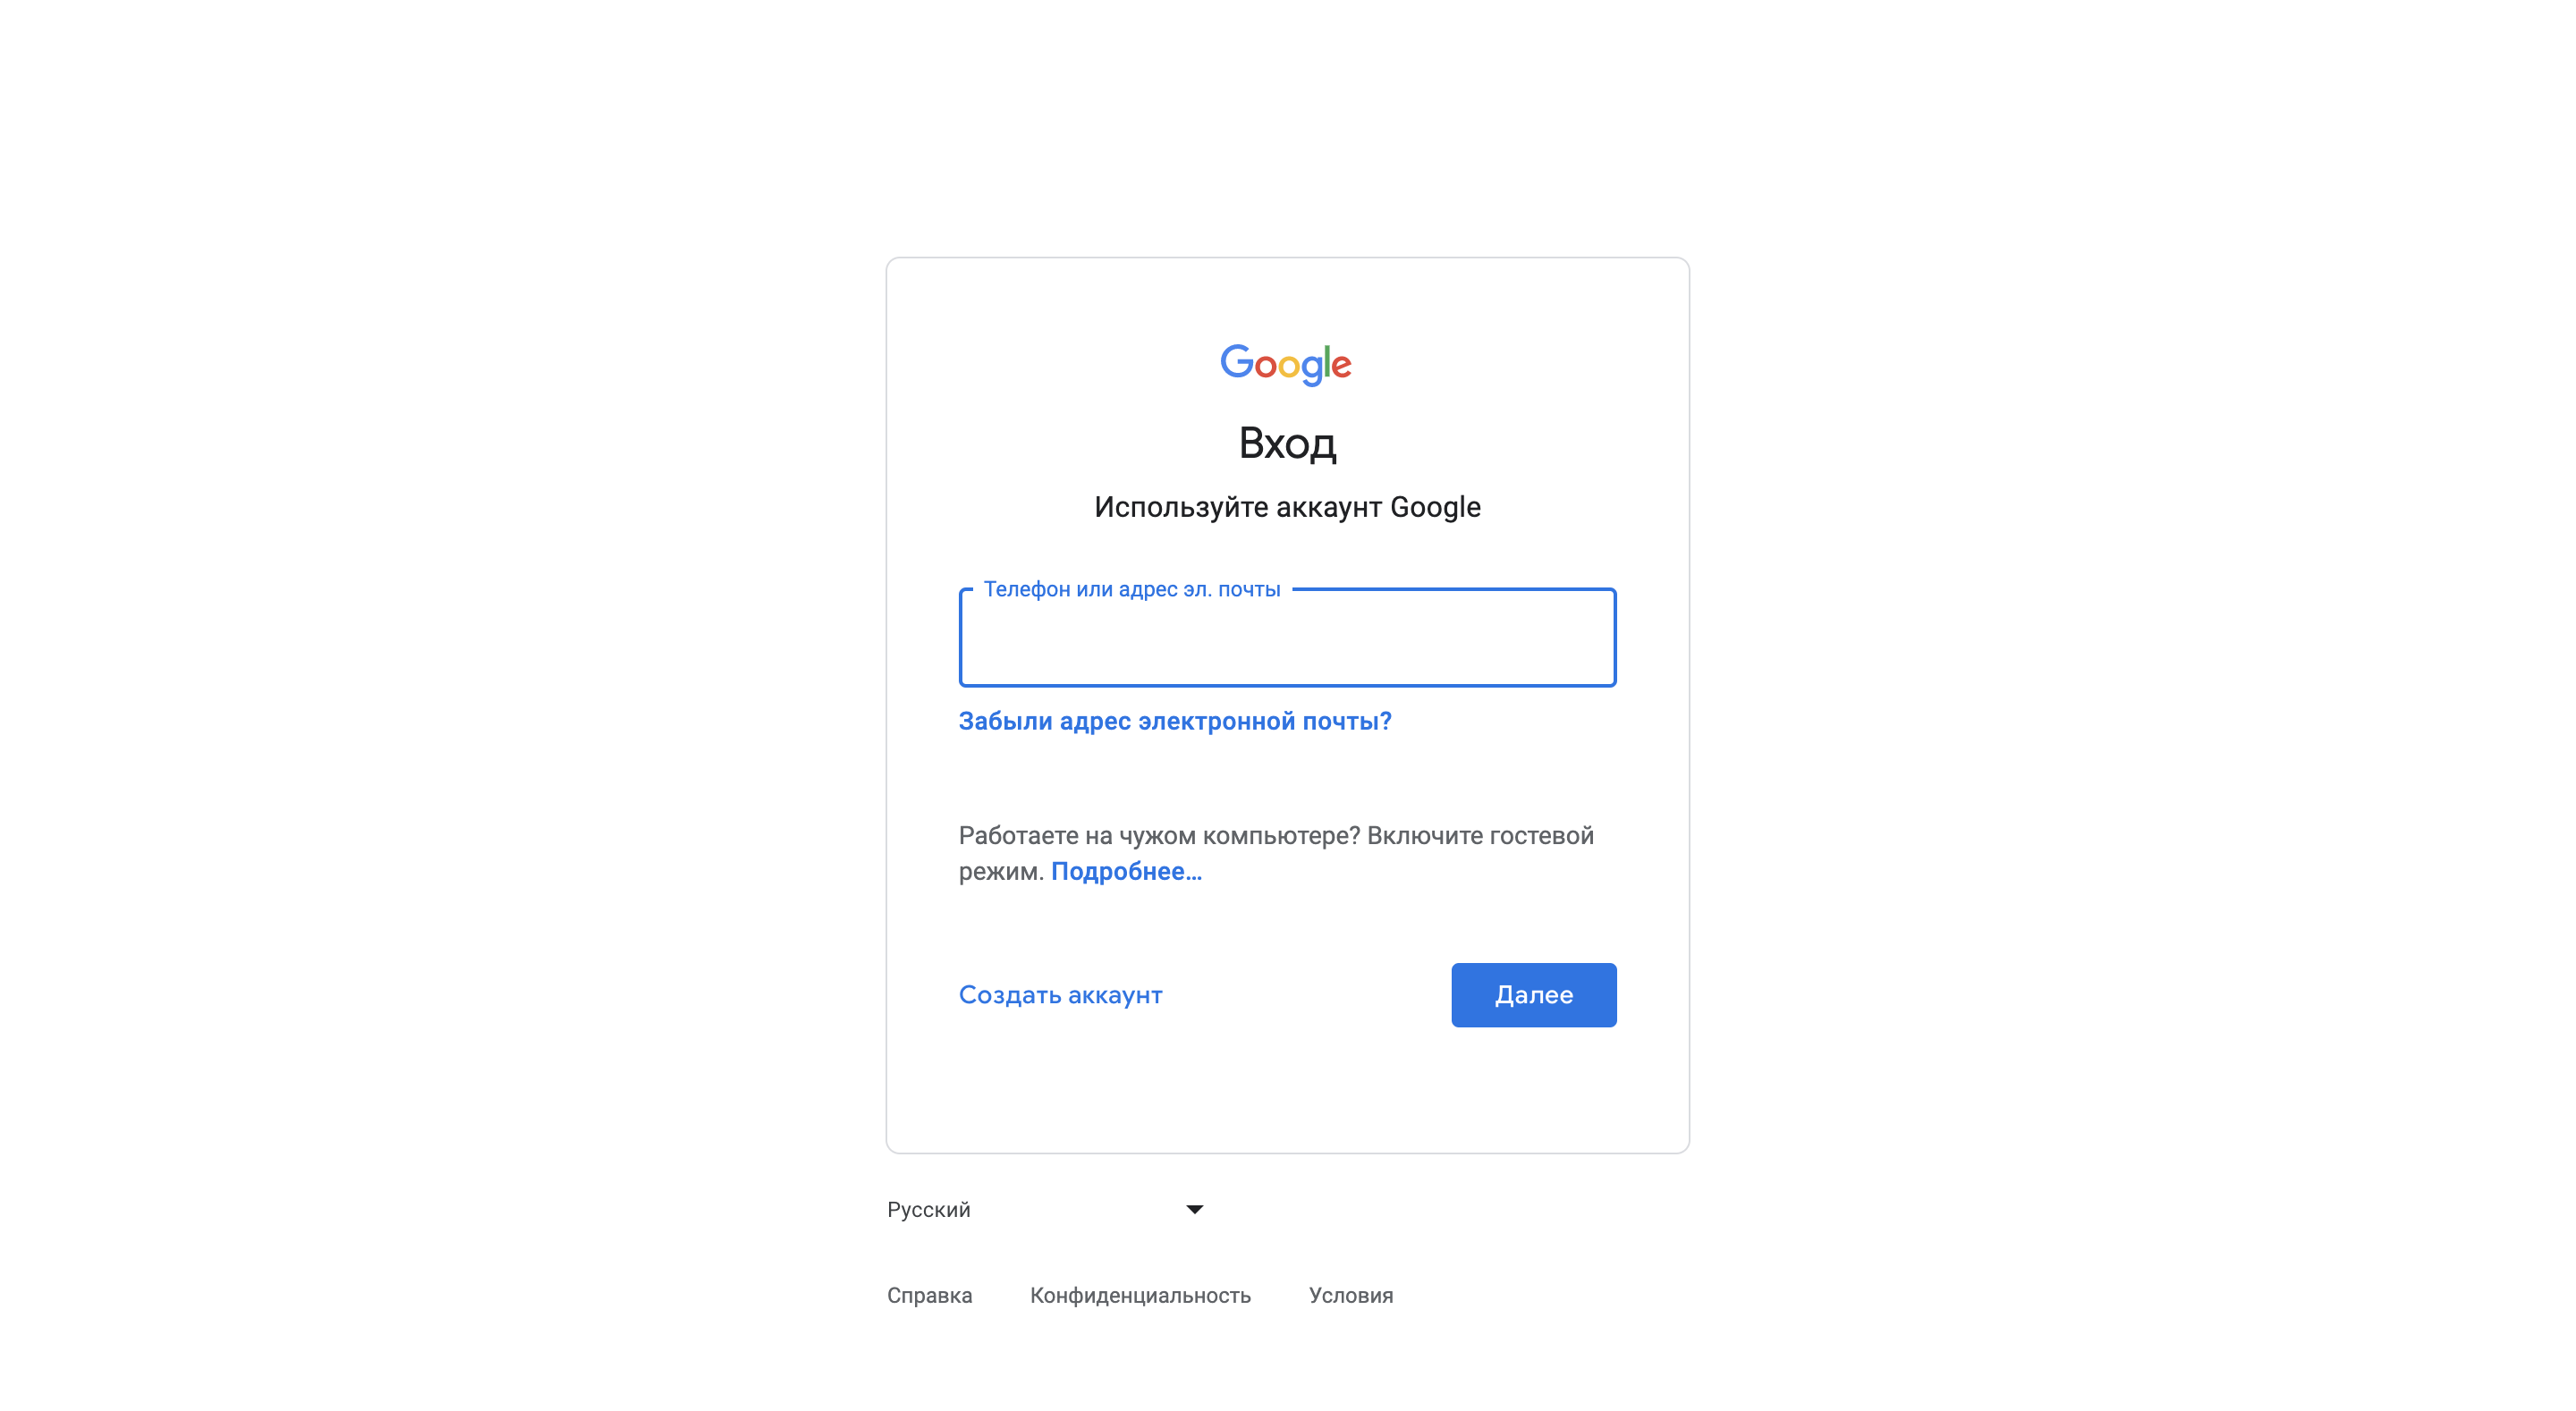 Google
Вход
Используйте аккаунт Google
Телефон или адрес эл. почты
Забыли адрес электронной почты?
Работаете на чужом компьютере? Включите гостевой
режим. Подробнее...
Создать аккаунт
Далее
Русский
Справка Конфиденциальность Условия